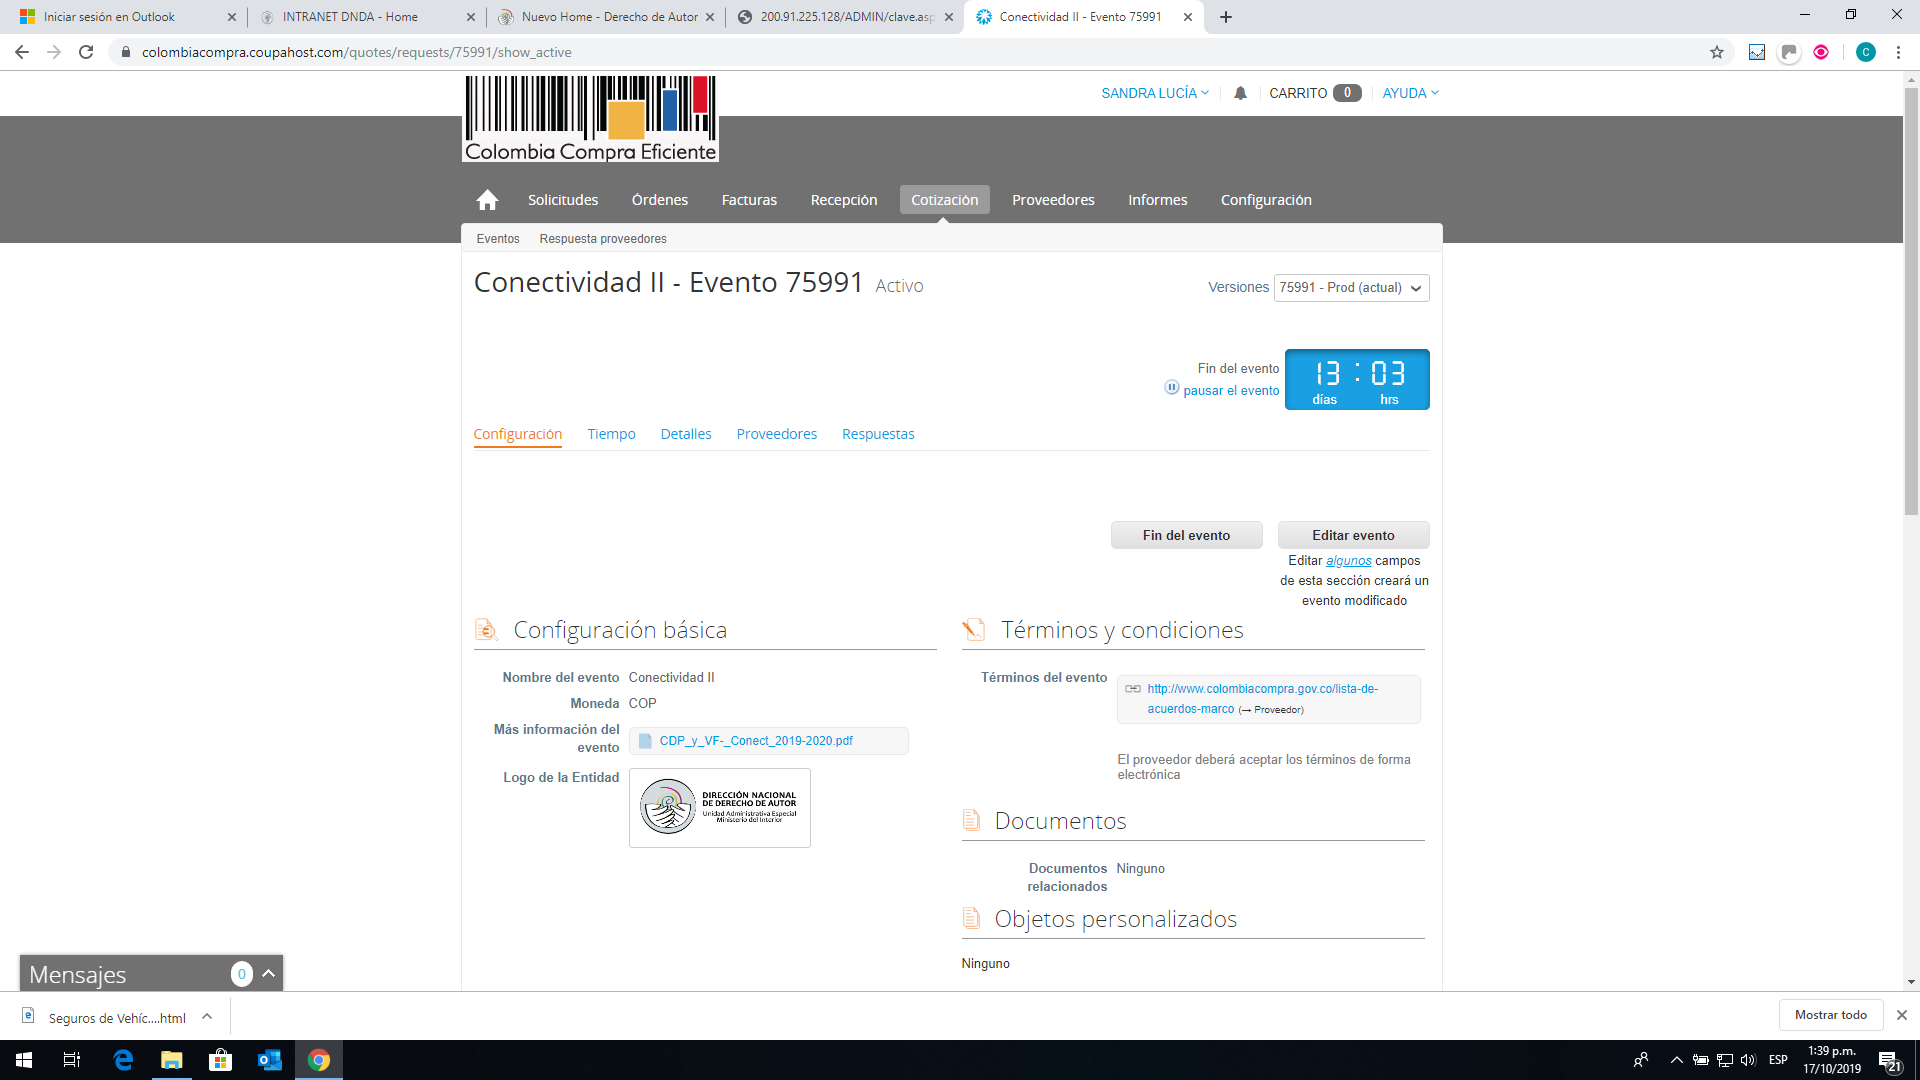 Iniciar sesión en Outlook
INTRANET DNDA - Home
Nuevo Home - Derecho de Autor
200.91.225.128/ADMIN/clave.asp
Conectividad II - Evento 75991
colombiacompra.coupahost.com/quotes/requests/75991/show_active
C
Colombia Compra Eficiente
SANDRA LUCÍA
CARRITO 0
AYUDA
Solicitudes Órdenes Facturas Recepción Cotización Proveedores Informes Configuración
Eventos Respuesta proveedores
Conectividad II - Evento 75991 Activo
Versiones 75991 - Prod (actual)
Fin del evento
pausar el evento
13 : 03
días hrs
Configuración Tiempo Detalles Proveedores Respuestas
Fin del evento
Editar evento
Editar algunos campos
de esta sección creará un
evento modificado
Configuración básica
Nombre del evento Conectividad II
Moneda COP
Más información del
evento
CDP_y_VF-_Conect_2019-2020.pdf
Logo de la Entidad
DIRECCIÓN NACIONAL
DE DERECHO DE AUTOR
Unidad Administrativa Especial
Ministerio del Interior
Términos y condiciones
Términos del evento
http://www.colombiacompra.gov.co/lista-de-
acuerdos-marco (→ Proveedor)
El proveedor deberá aceptar los términos de forma
electrónica
Documentos
Documentos
relacionados
Ninguno
Objetos personalizados
Ninguno
Mensajes 0
Seguros de Vehíc....html
Mostrar todo
ESP
1:39 p.m.
17/10/2019
21